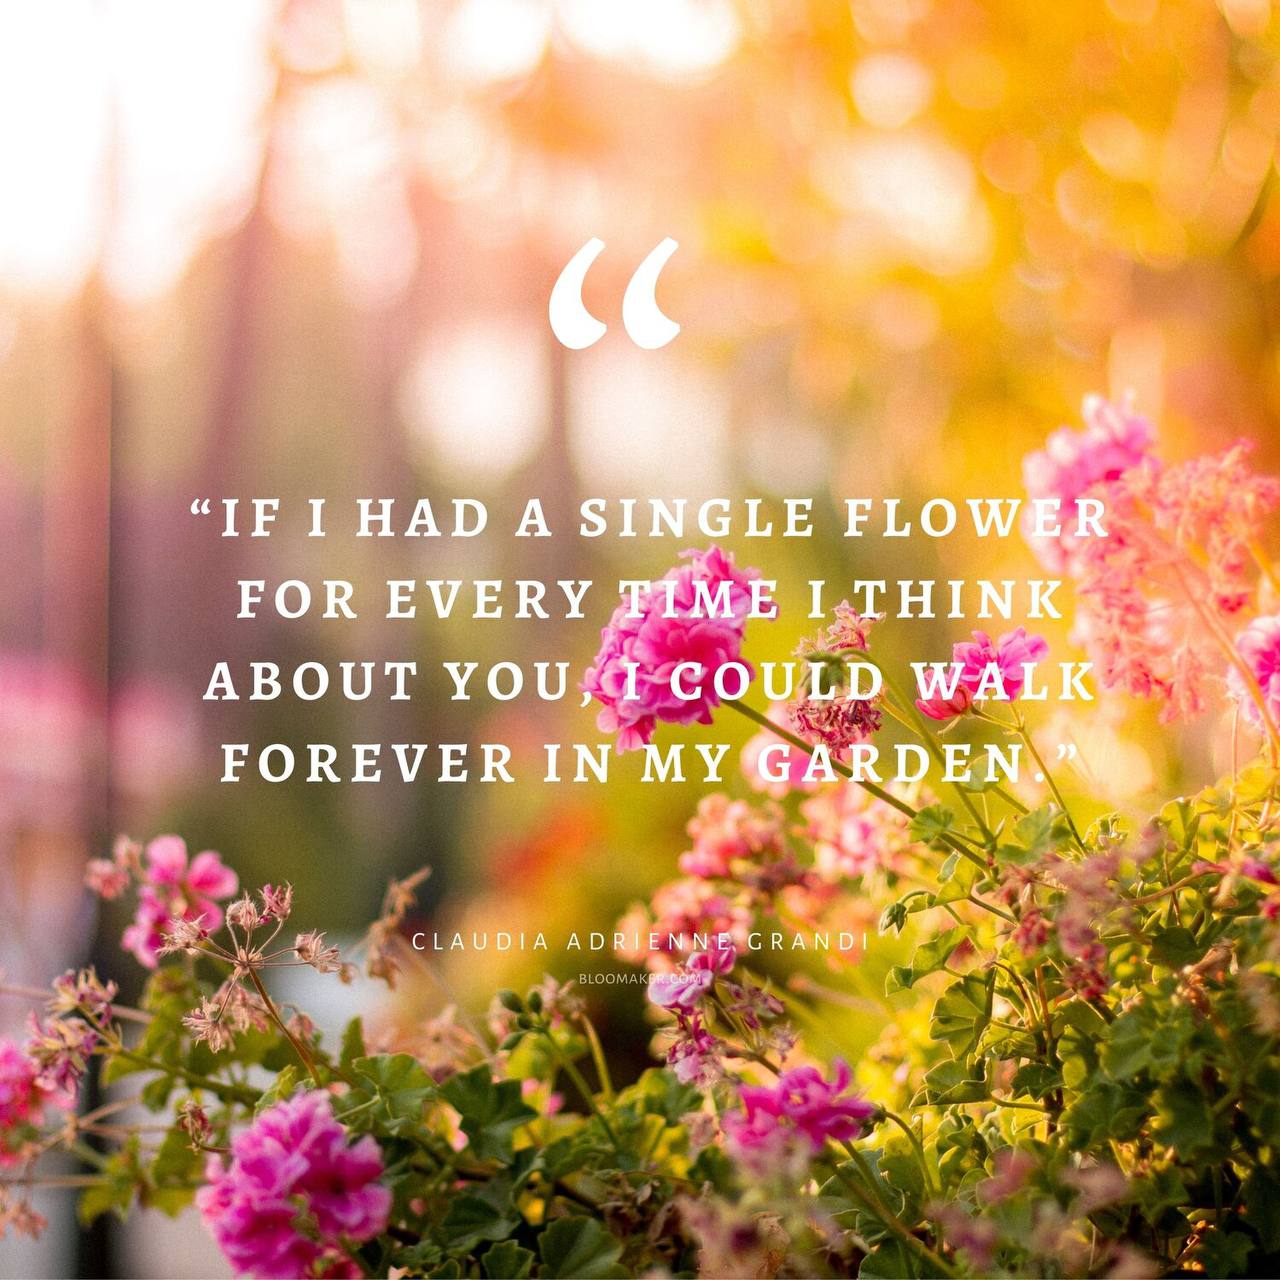 “
“IF I HAD A SINGLE FLOWER
FOR EVERY TIME I THINK
ABOUT YOU, I COULD WALK
FOREVER IN MY GARDEN.”
CLAUDIA ADRIENNE GRANDI
BLOOMAKER.COM